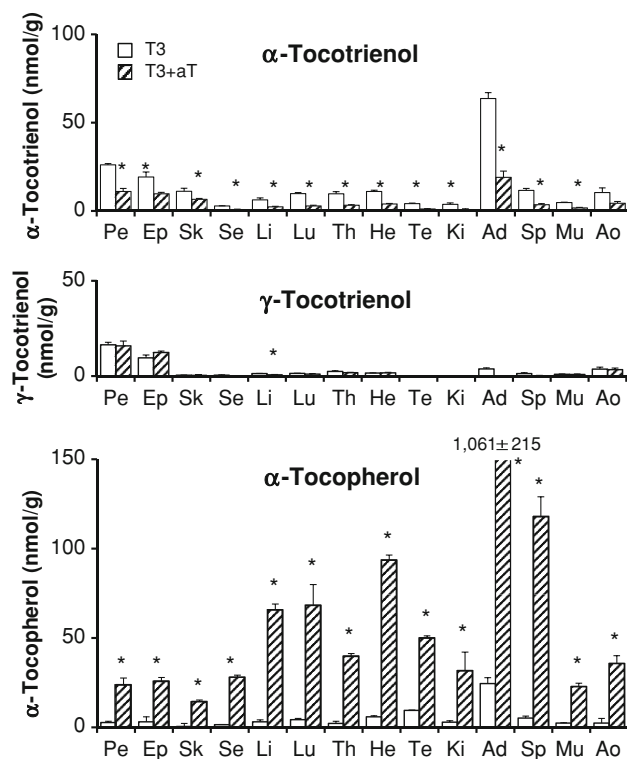 α-Tocotrienol (nmol/g)
100
50
0
T3
T3+aT
α-Tocotrienol
* * * * * * * * * * * * *
Pe Ep Sk Se Li Lu Th He Te Ki Ad Sp Mu Ao
γ-Tocotrienol (nmol/g)
50
0
γ-Tocotrienol
*
Pe Ep Sk Se Li Lu Th He Te Ki Ad Sp Mu Ao
α-Tocopherol (nmol/g)
150
100
50
0
1,061±215
α-Tocopherol
* * * * * * * * * * * * * *
Pe Ep Sk Se Li Lu Th He Te Ki Ad Sp Mu Ao